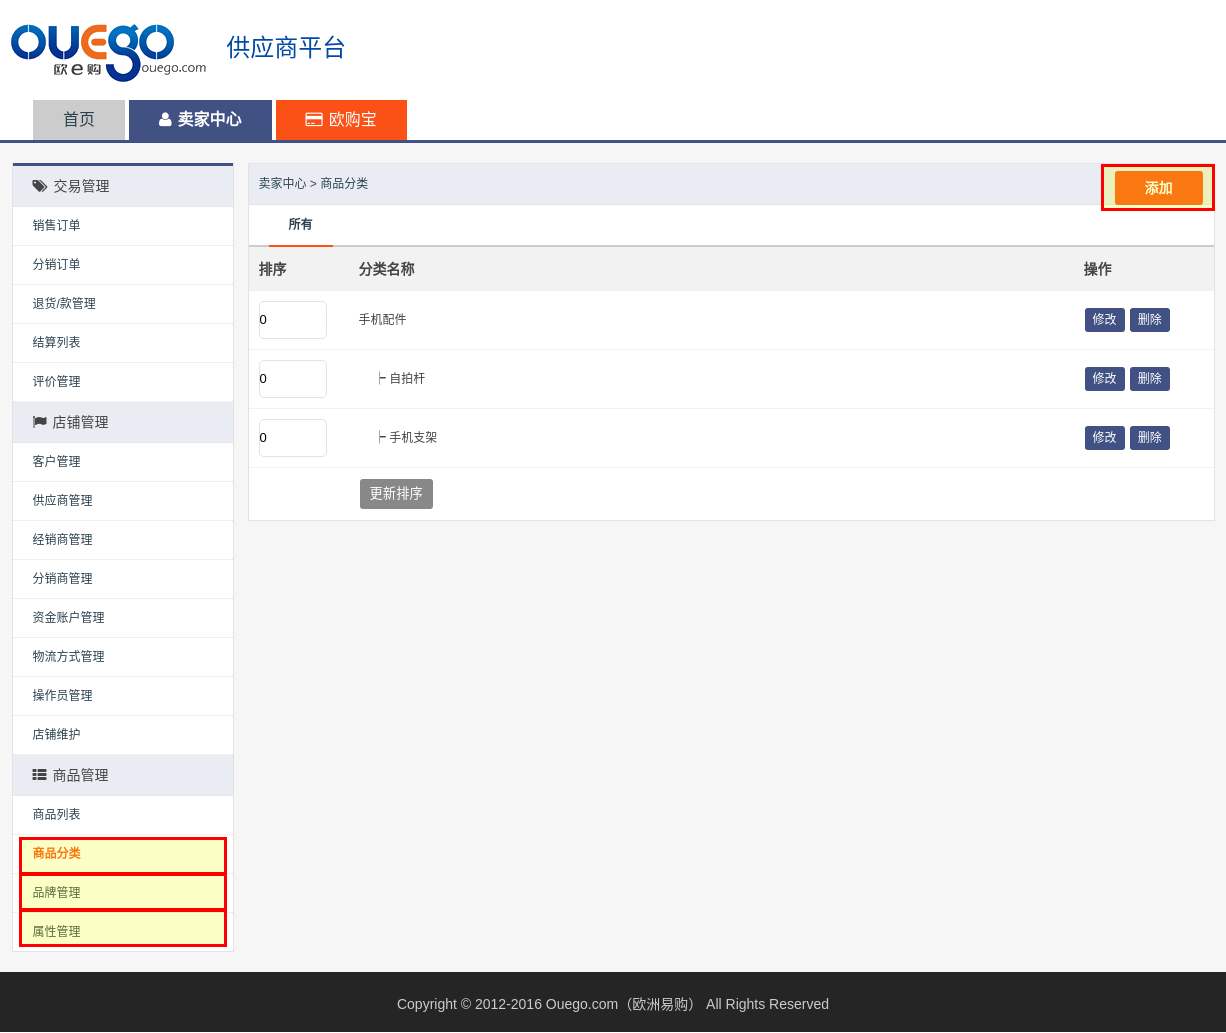 ouego
欧e购 ouego.com
供应商平台
首页 卖家中心 欧购宝
交易管理
销售订单
分销订单
退货/款管理
结算列表
评价管理
店铺管理
客户管理
供应商管理
经销商管理
分销商管理
资金账户管理
物流方式管理
操作员管理
店铺维护
商品管理
商品列表
商品分类
品牌管理
属性管理
卖家中心 > 商品分类 添加
所有
排序 分类名称 操作
0 手机配件 修改 删除
0 ┝ 自拍杆 修改 删除
0 ┝ 手机支架 修改 删除
更新排序
Copyright © 2012-2016 Ouego.com（欧洲易购） All Rights Reserved